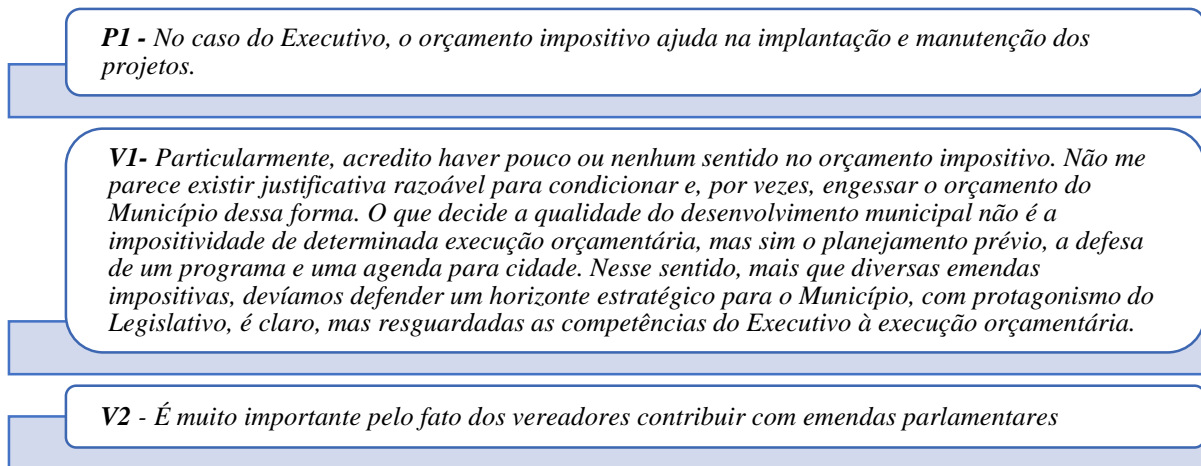 P1 - No caso do Executivo, o orçamento impositivo ajuda na implantação e manutenção dos
projetos.
V1- Particularmente, acredito haver pouco ou nenhum sentido no orçamento impositivo. Não me
parece existir justificativa razoável para condicionar e, por vezes, engessar o orçamento do
Município dessa forma. O que decide a qualidade do desenvolvimento municipal não é a
impositividade de determinada execução orçamentária, mas sim o planejamento prévio, a defesa
de um programa e uma agenda para cidade. Nesse sentido, mais que diversas emendas
impositivas, devíamos defender um horizonte estratégico para o Município, com protagonismo do
Legislativo, é claro, mas resguardadas as competências do Executivo à execução orçamentária.
V2 - É muito importante pelo fato dos vereadores contribuir com emendas parlamentares